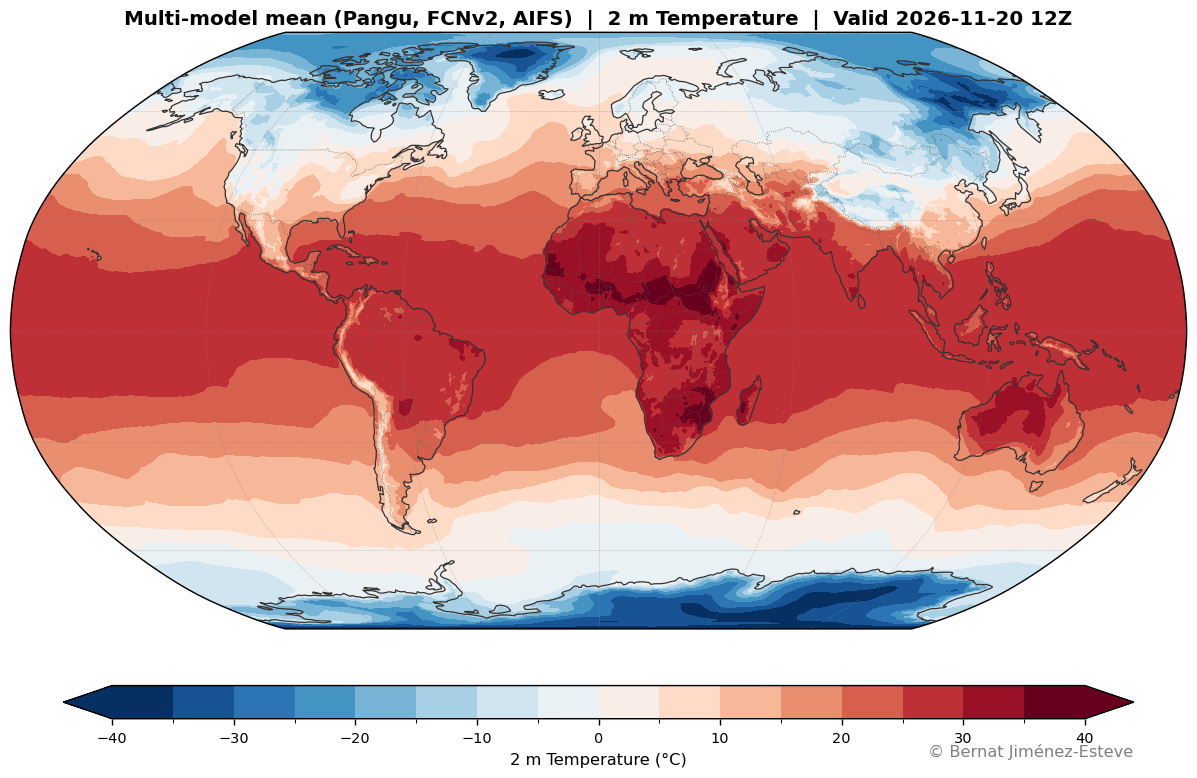 Multi-model mean (Pangu, FCNv2, AIFS)  |  2 m Temperature  |  Valid 2026-11-20 12Z
−40 −30 −20 −10 0 10 20 30 40
2 m Temperature (°C)
© Bernat Jiménez-Esteve